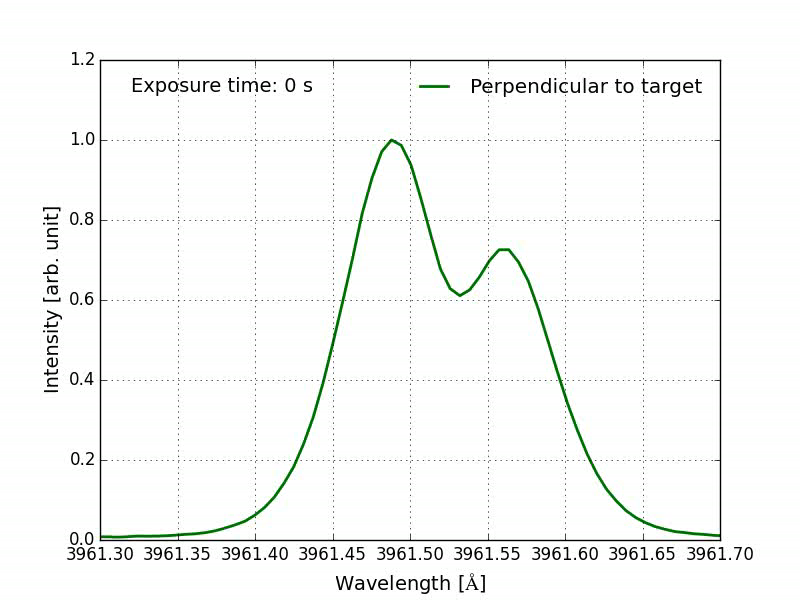 Exposure time: 0 s
Perpendicular to target
Intensity [arb. unit]
1.2
1.0
0.8
0.6
0.4
0.2
0.0
3961.30 3961.35 3961.40 3961.45 3961.50 3961.55 3961.60 3961.65 3961.70
Wavelength [Å]